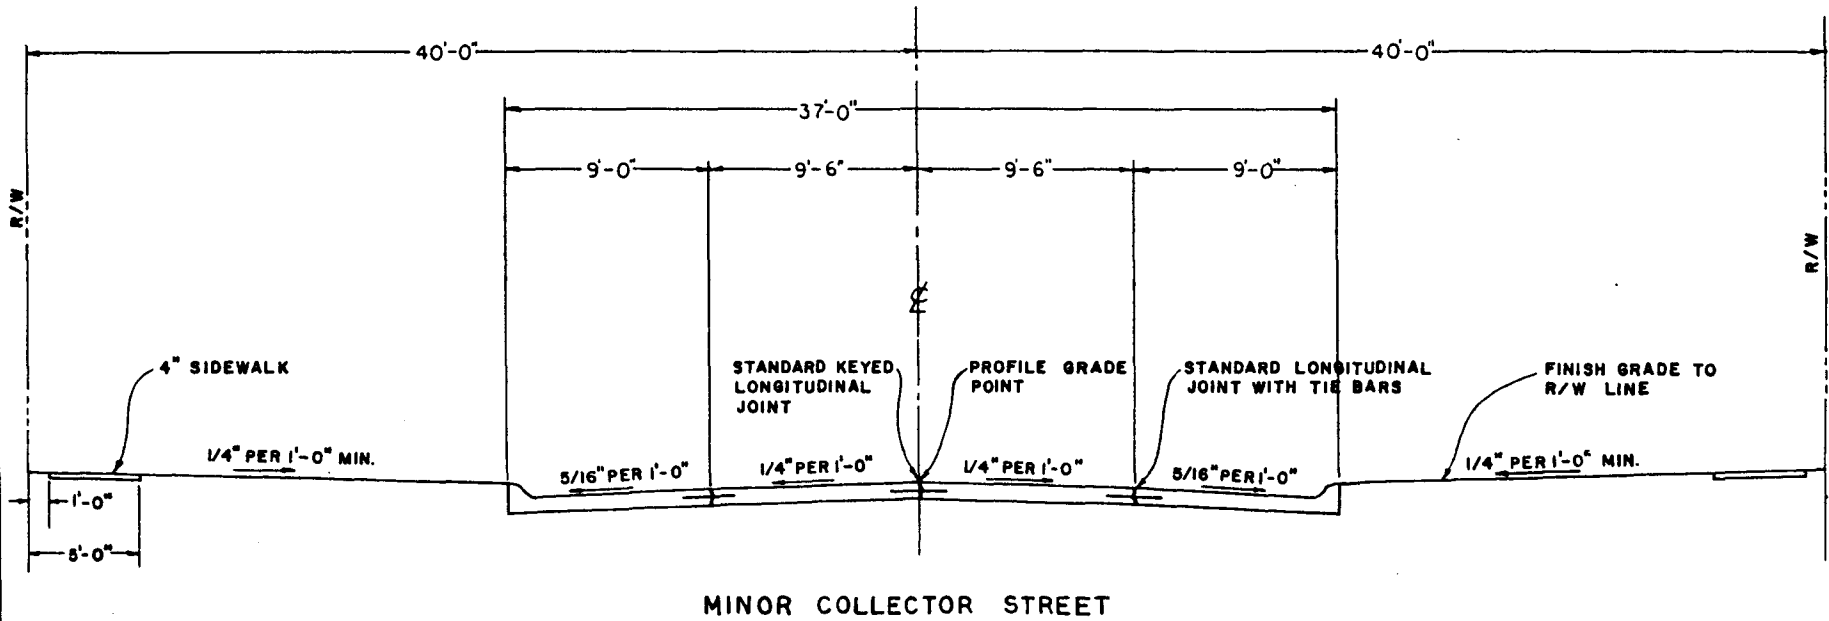 40'-0"
40'-0"
37'-0"
9'-0"
9'-6"
9'-6"
9'-0"
R/W
R/W
℄
4" SIDEWALK
STANDARD KEYED
LONGITUDINAL
JOINT
PROFILE GRADE
POINT
STANDARD LONGITUDINAL
JOINT WITH TIE BARS
FINISH GRADE TO
R/W LINE
1/4" PER 1'-0" MIN.
5/16" PER 1'-0"
1/4" PER 1'-0"
1/4" PER 1'-0"
5/16" PER 1'-0"
1/4" PER 1'-0" MIN.
1'-0"
5'-0"
MINOR COLLECTOR STREET